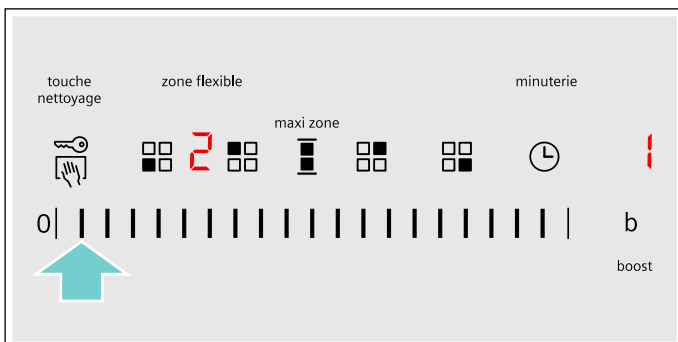 touche
nettoyage
zone flexible
minuterie
maxi zone
2
1
0
b
boost